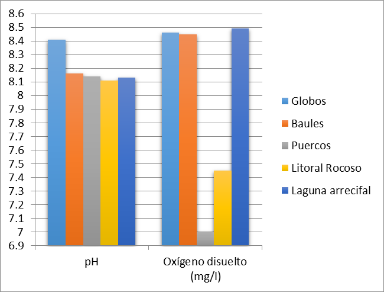 8.6
8.5
8.4
8.3
8.2
8.1
8
7.9
7.8
7.7
7.6
7.5
7.4
7.3
7.2
7.1
7
6.9
pH
Oxígeno disuelto
(mg/l)
Globos
Baules
Puercos
Litoral Rocoso
Laguna arrecifal